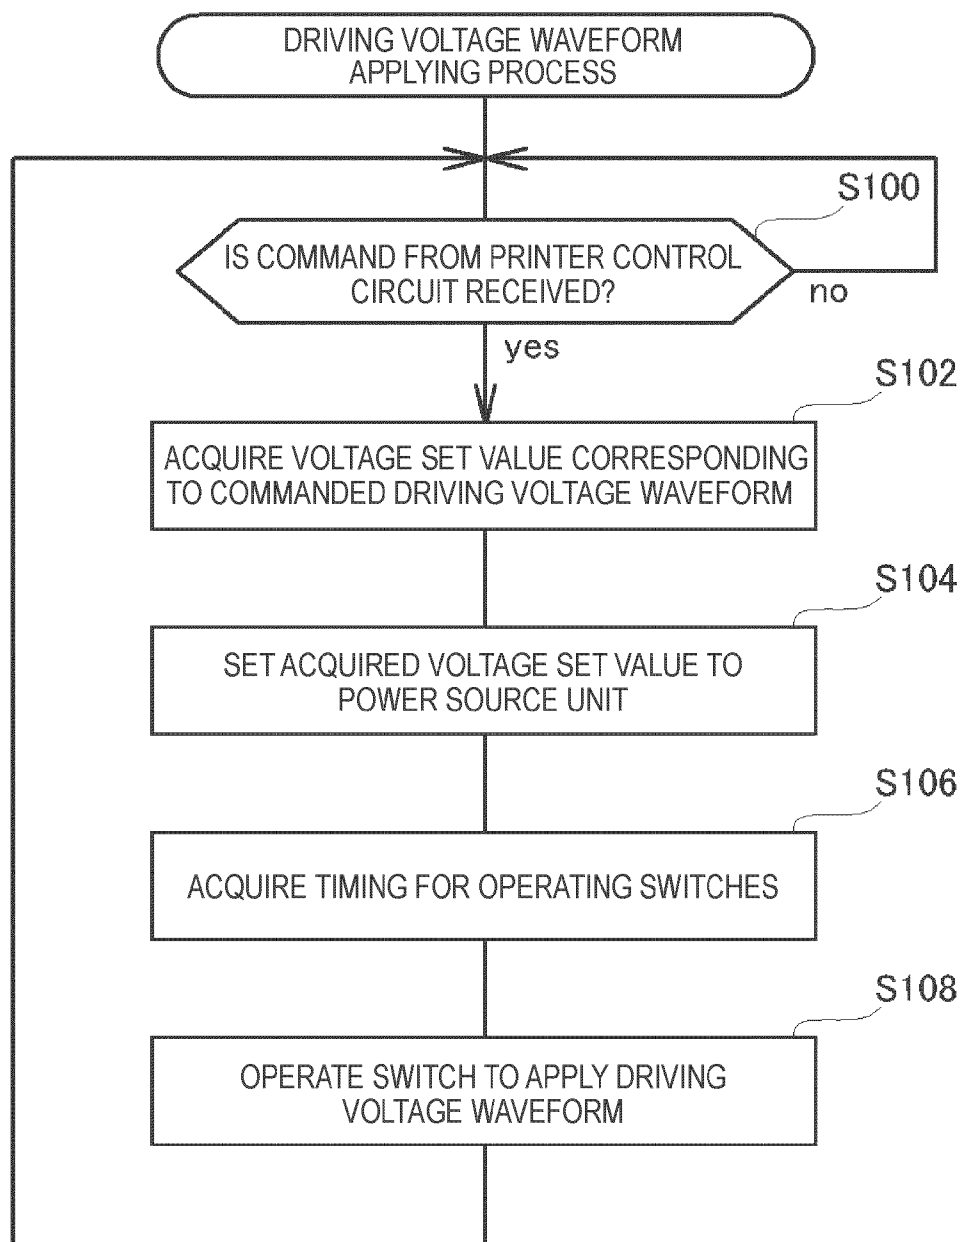 DRIVING VOLTAGE WAVEFORM
APPLYING PROCESS
S100
IS COMMAND FROM PRINTER CONTROL
CIRCUIT RECEIVED?
no
yes
S102
ACQUIRE VOLTAGE SET VALUE CORRESPONDING
TO COMMANDED DRIVING VOLTAGE WAVEFORM
S104
SET ACQUIRED VOLTAGE SET VALUE TO
POWER SOURCE UNIT
S106
ACQUIRE TIMING FOR OPERATING SWITCHES
S108
OPERATE SWITCH TO APPLY DRIVING
VOLTAGE WAVEFORM